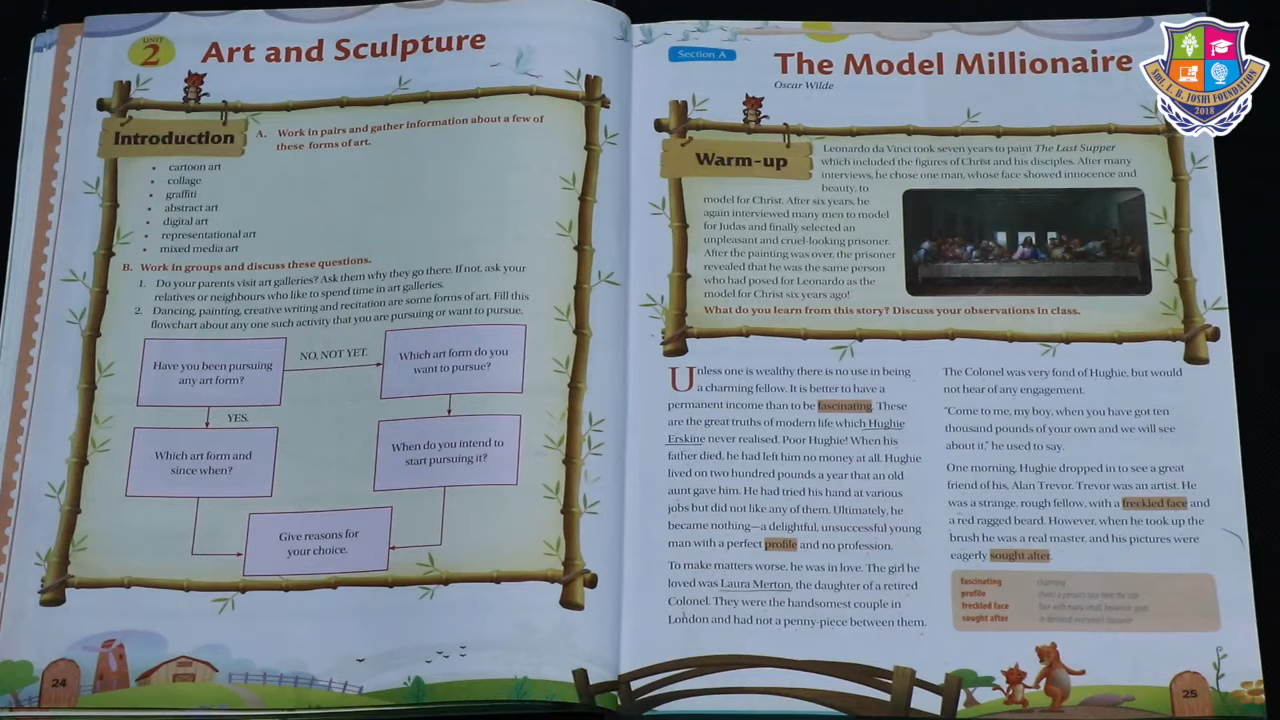 UNIT
2
Art and Sculpture
Introduction
A. Work in pairs and gather information about a few of
these forms of art.
• cartoon art
• collage
• graffiti
• abstract art
• digital art
• representational art
• mixed media art
B. Work in groups and discuss these questions.
1. Do your parents visit art galleries? Ask them why they go there. If not, ask your
relatives or neighbours who like to spend time in art galleries.
2. Dancing, painting, creative writing and recitation are some forms of art. Fill this
flowchart about any one such activity that you are pursuing or want to pursue.
Have you been pursuing
any art form?
NO, NOT YET.
Which art form do you
want to pursue?
YES.
Which art form and
since when?
When do you intend to
start pursuing it?
Give reasons for
your choice.
24
Section A
The Model Millionaire
Oscar Wilde
Warm-up
Leonardo da Vinci took seven years to paint The Last Supper
which included the figures of Christ and his disciples. After many
interviews, he chose one man, whose face showed innocence and
beauty, to
model for Christ. After six years, he
again interviewed many men to model
for Judas and finally selected an
unpleasant and cruel-looking prisoner.
After the painting was over, the prisoner
revealed that he was the same person
who had posed for Leonardo as the
model for Christ six years ago!
What do you learn from this story? Discuss your observations in class.
Unless one is wealthy there is no use in being
a charming fellow. It is better to have a
permanent income than to be fascinating. These
are the great truths of modern life which Hughie
Erskine never realised. Poor Hughie! When his
father died, he had left him no money at all. Hughie
lived on two hundred pounds a year that an old
aunt gave him. He had tried his hand at various
jobs but did not like any of them. Ultimately, he
became nothing—a delightful, unsuccessful young
man with a perfect profile and no profession.
To make matters worse, he was in love. The girl he
loved was Laura Merton, the daughter of a retired
Colonel. They were the handsomest couple in
London and had not a penny-piece between them.
The Colonel was very fond of Hughie, but would
not hear of any engagement.
"Come to me, my boy, when you have got ten
thousand pounds of your own and we will see
about it," he used to say.
One morning, Hughie dropped in to see a great
friend of his, Alan Trevor. Trevor was an artist. He
was a strange, rough fellow, with a freckled face and
a red ragged beard. However, when he took up the
brush he was a real master, and his pictures were
eagerly sought after.
fascinating charming
profile
freckled face
sought after
25
SHI. L. B. JOSHI FOUNDATION
2018